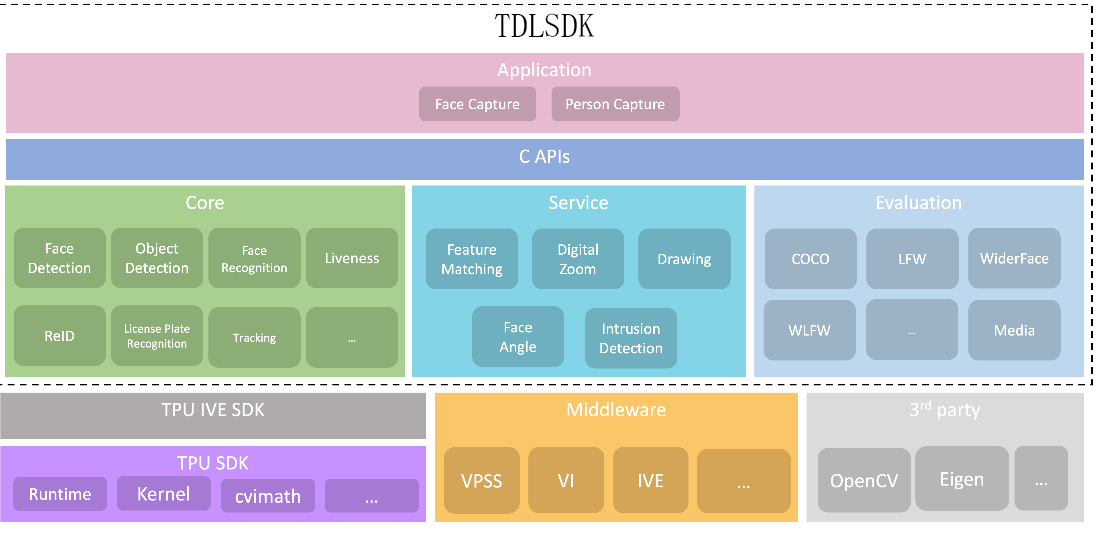 TDLSDK
Application
Face Capture
Person Capture
C APIs
Core
Face
Detection
Object
Detection
Face
Recognition
Liveness
ReID
License Plate
Recognition
Tracking
...
Service
Feature
Matching
Digital
Zoom
Drawing
Face
Angle
Intrusion
Detection
Evaluation
COCO
LFW
WiderFace
WLFW
...
Media
TPU IVE SDK
TPU SDK
Runtime
Kernel
cvimath
...
Middleware
VPSS
VI
IVE
...
3rd party
OpenCV
Eigen
...